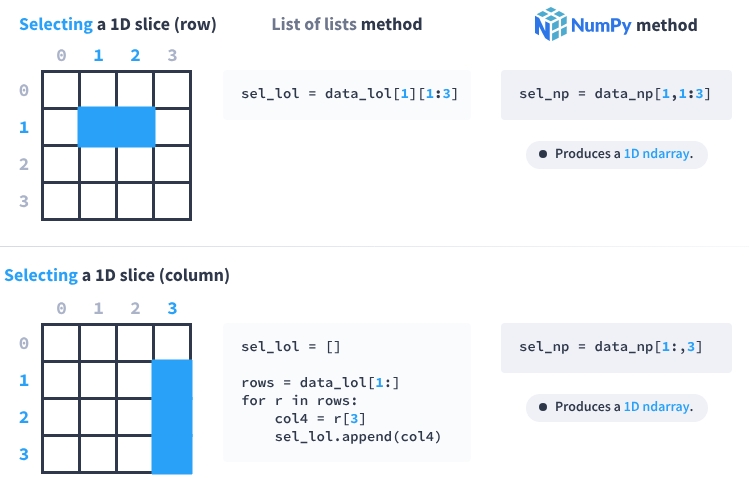 Selecting a 1D slice (row)
List of lists method
NumPy method
0 1 2 3
0
1
2
3
sel_lol = data_lol[1][1:3]
sel_np = data_np[1,1:3]
Produces a 1D ndarray.
Selecting a 1D slice (column)
0 1 2 3
0
1
2
3
sel_lol = []
rows = data_lol[1:]
for r in rows:
    col4 = r[3]
    sel_lol.append(col4)
sel_np = data_np[1:,3]
Produces a 1D ndarray.